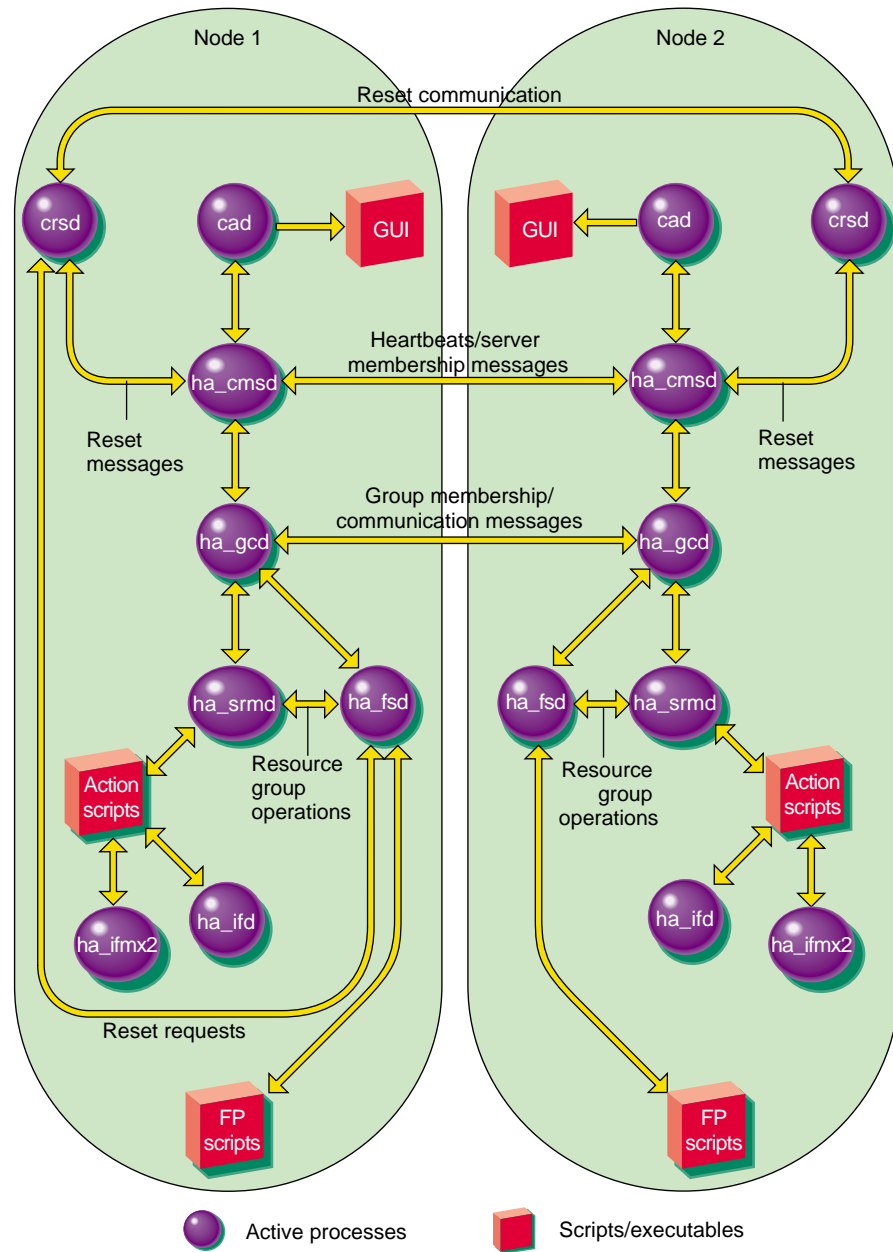 Node 1
Node 2
Reset communication
crsd
cad
GUI
GUI
cad
crsd
Heartbeats/server
membership messages
ha_cmsd
ha_cmsd
Reset
messages
Reset
messages
Group membership/
communication messages
ha_gcd
ha_gcd
ha_srmd
ha_fsd
ha_fsd
ha_srmd
Resource
group
operations
Resource
group
operations
Action
scripts
Action
scripts
ha_ifmx2
ha_ifd
ha_ifd
ha_ifmx2
Reset requests
FP
scripts
FP
scripts
Active processes
Scripts/executables